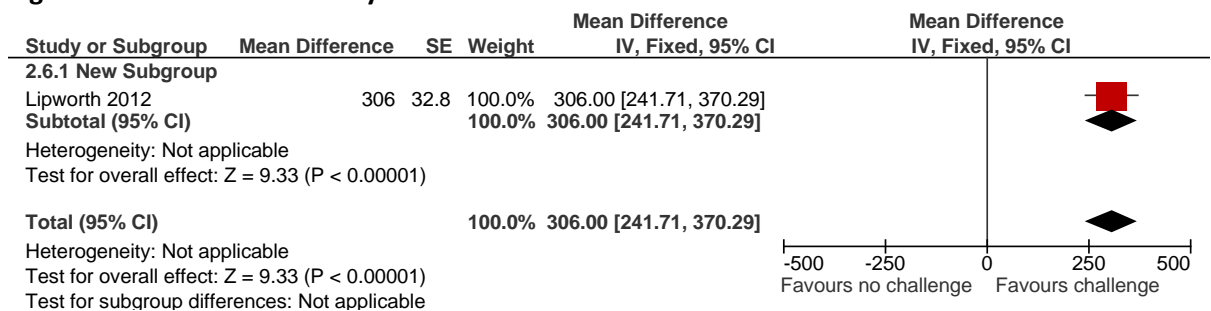 Mean Difference Mean Difference
Study or Subgroup Mean Difference SE Weight IV, Fixed, 95% CI IV, Fixed, 95% CI
2.6.1 New Subgroup
Lipworth 2012 306 32.8 100.0% 306.00 [241.71, 370.29]
Subtotal (95% CI) 100.0% 306.00 [241.71, 370.29]
Heterogeneity: Not applicable
Test for overall effect: Z = 9.33 (P < 0.00001)
Total (95% CI) 100.0% 306.00 [241.71, 370.29]
Heterogeneity: Not applicable
Test for overall effect: Z = 9.33 (P < 0.00001)
Test for subgroup differences: Not applicable
-500 -250 0 250 500
Favours no challenge Favours challenge